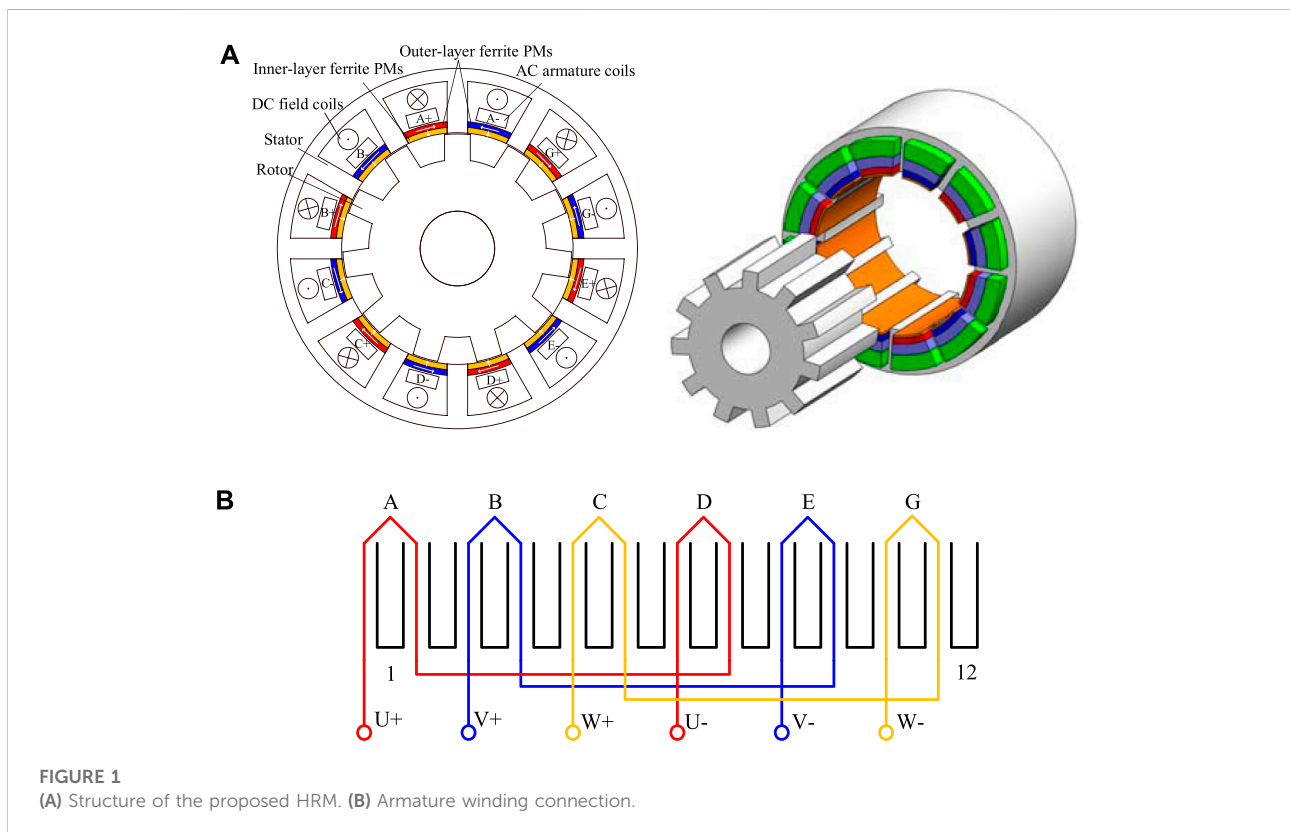 A
Outer-layer ferrite PMs
Inner-layer ferrite PMs
AC armature coils
DC field coils
Stator
Rotor
A+
A-
B-
G+
B+
G-
C-
E+
C+
E-
D-
D+
B
A B C D E G
1 12
U+ V+ W+ U- V- W-
FIGURE 1
(A) Structure of the proposed HRM. (B) Armature winding connection.